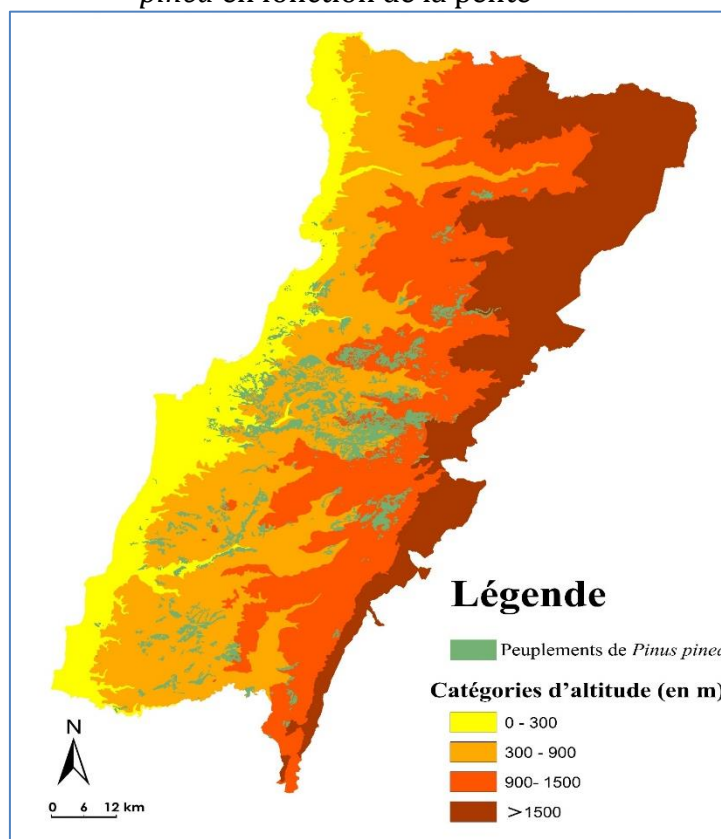 pinea en fonction de la pente
Légende
Peuplements de Pinus pinea
Catégories d'altitude (en m)
0 - 300
300 - 900
900- 1500
>1500
N
0 6 12 km